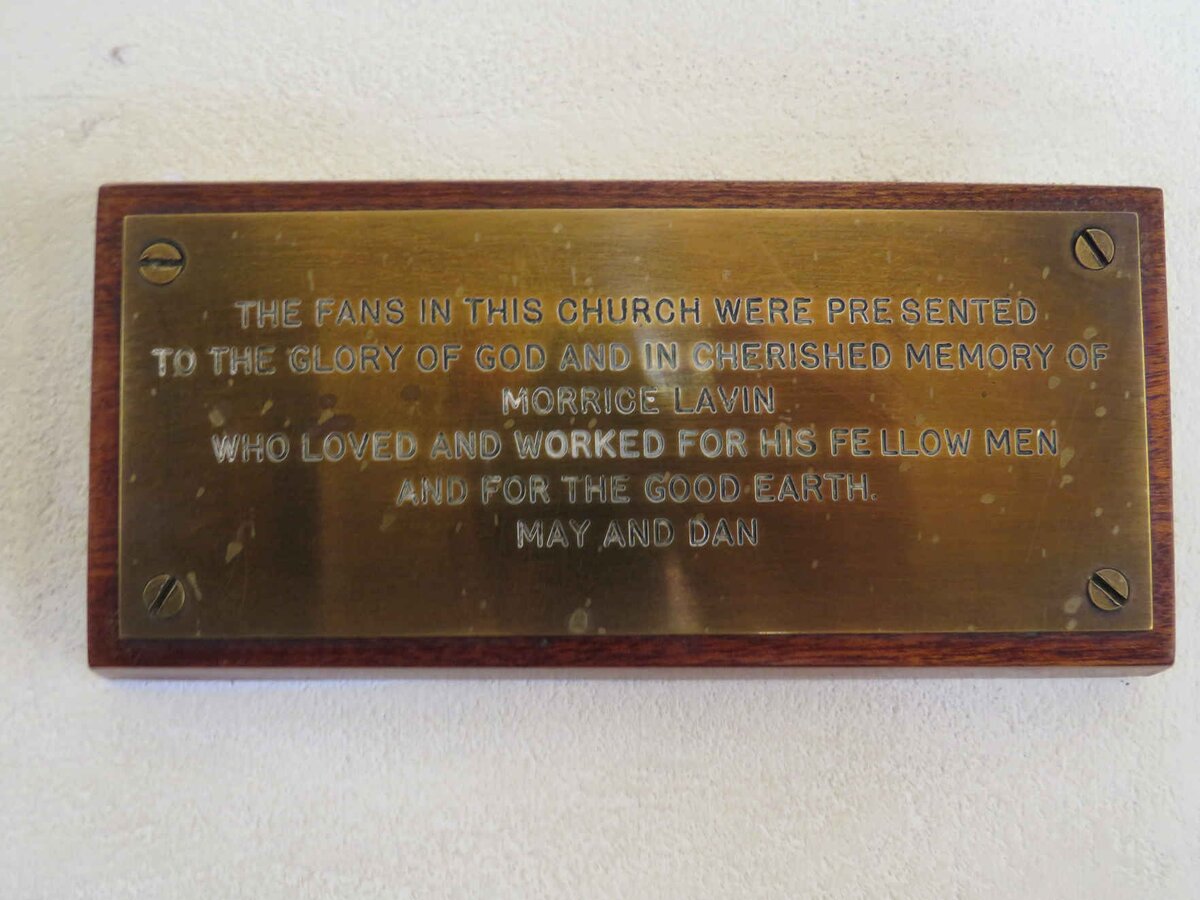 THE FANS IN THIS CHURCH WERE PRESENTED
TO THE GLORY OF GOD AND IN CHERISHED MEMORY OF
MORRICE LAVIN
WHO LOVED AND WORKED FOR HIS FELLOW MEN
AND FOR THE GOOD EARTH.
MAY AND DAN